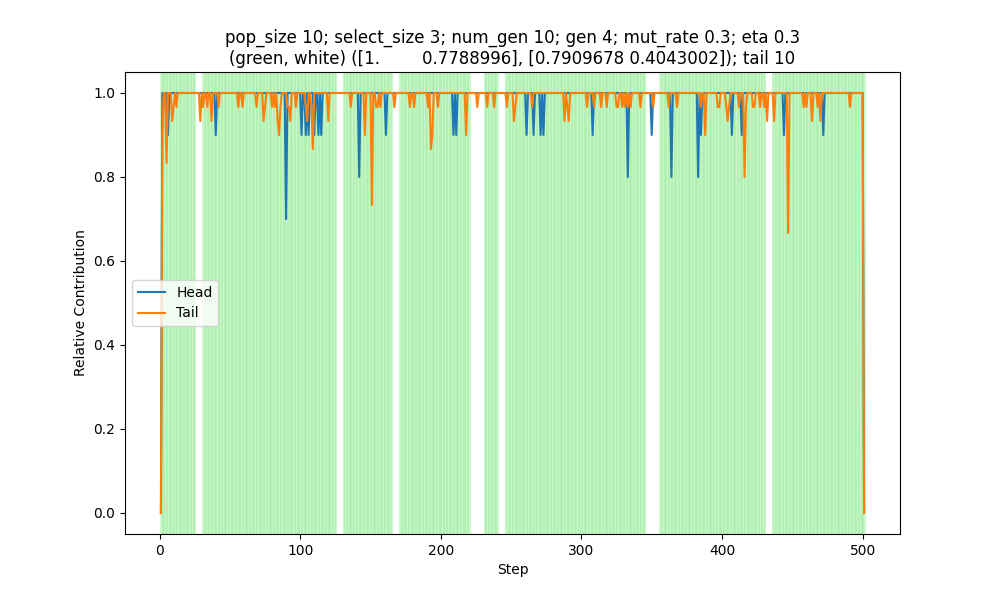 pop_size 10; select_size 3; num_gen 10; gen 4; mut_rate 0.3; eta 0.3
(green, white) ([1. 0.7788996], [0.7909678 0.4043002]); tail 10
1.0
0.8
0.6
0.4
0.2
0.0
Relative Contribution
Head
Tail
0 100 200 300 400 500
Step